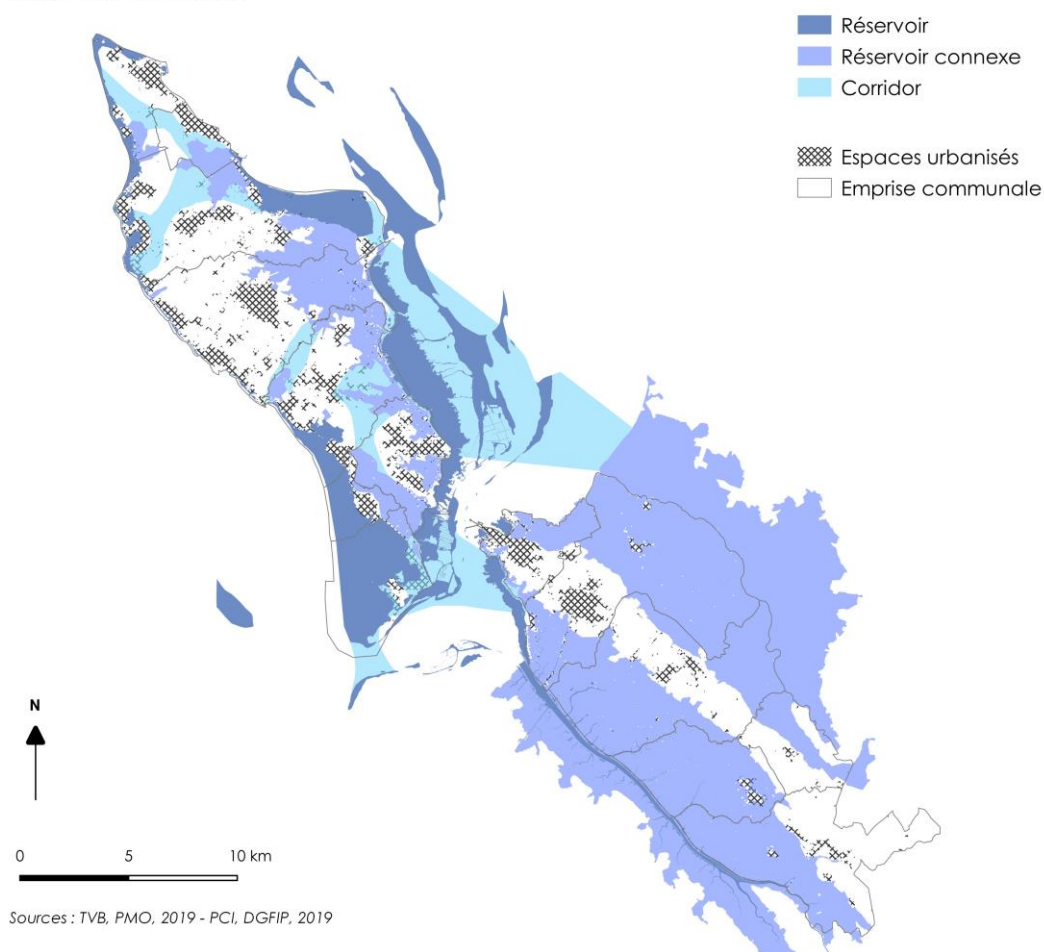 Réservoir
Réservoir connexe
Corridor
Espaces urbanisés
Emprise communale
N
0 5 10 km
Sources : TVB, PMO, 2019 - PCI, DGFIP, 2019